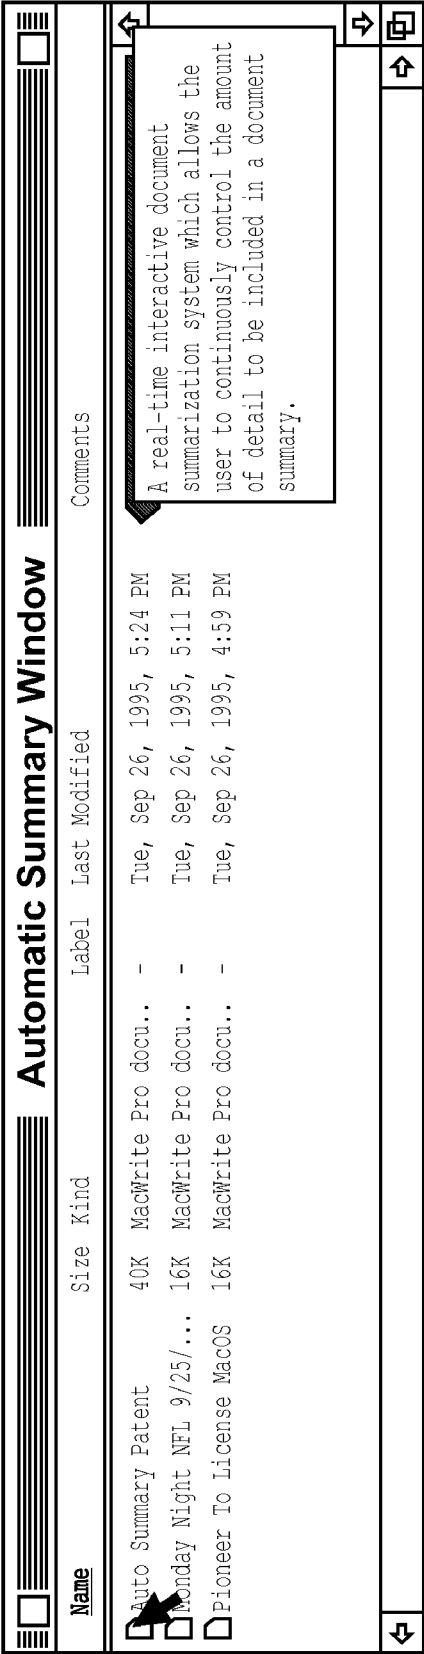 Automatic Summary Window
Name Size Kind Label Last Modified Comments
Auto Summary Patent 40K MacWrite Pro docu.. - Tue, Sep 26, 1995, 5:24 PM
Monday Night NFL 9/25/... 16K MacWrite Pro docu.. - Tue, Sep 26, 1995, 5:11 PM
Pioneer To License MacOS 16K MacWrite Pro docu.. - Tue, Sep 26, 1995, 4:59 PM
A real-time interactive document
summarization system which allows the
user to continuously control the amount
of detail to be included in a document
summary.